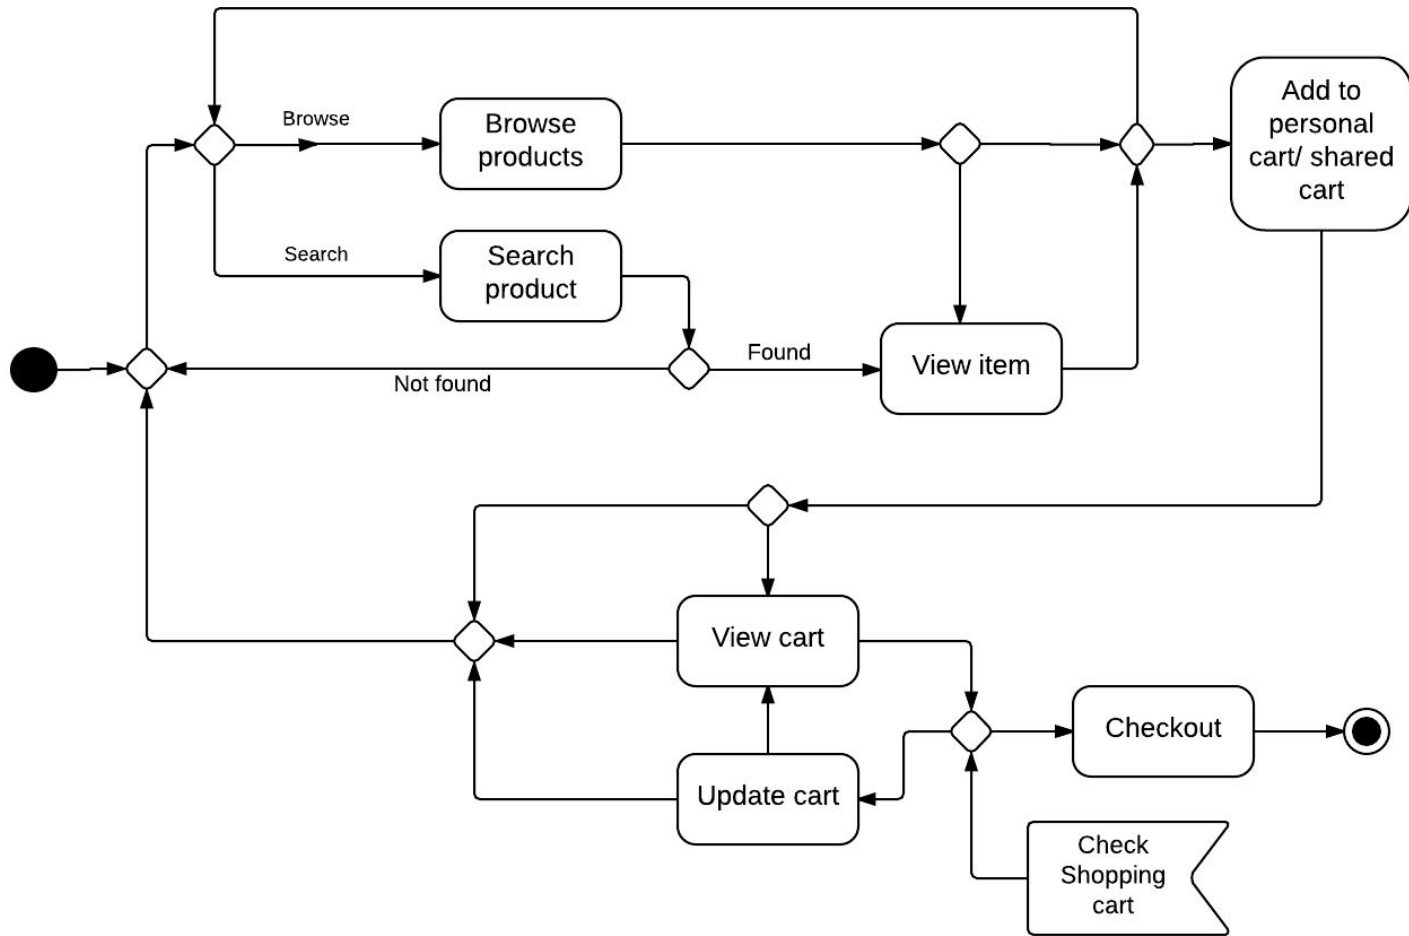 Browse
Browse
products
Add to
personal
cart/ shared
cart
Search
Search
product
Not found
Found
View item
View cart
Update cart
Checkout
Check
Shopping
cart